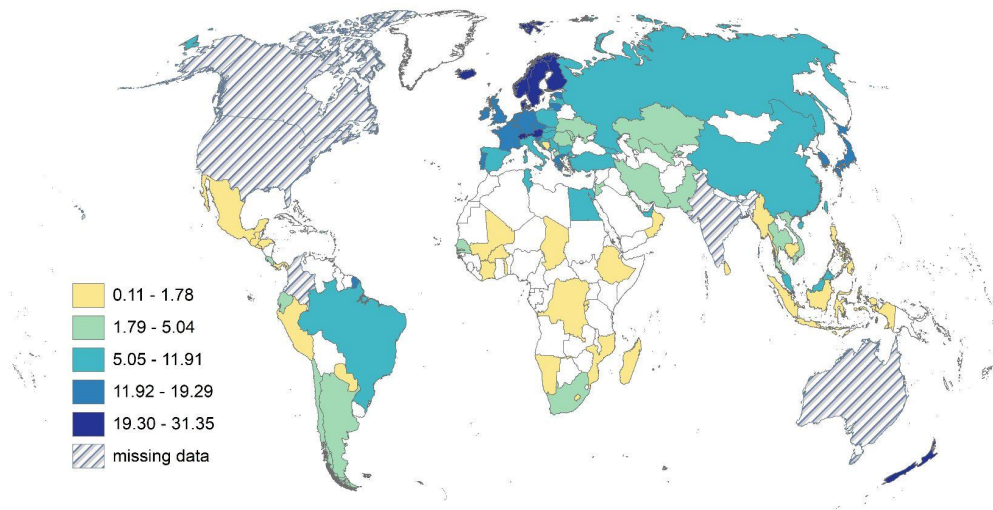 0.11 - 1.78
1.79 - 5.04
5.05 - 11.91
11.92 - 19.29
19.30 - 31.35
missing data